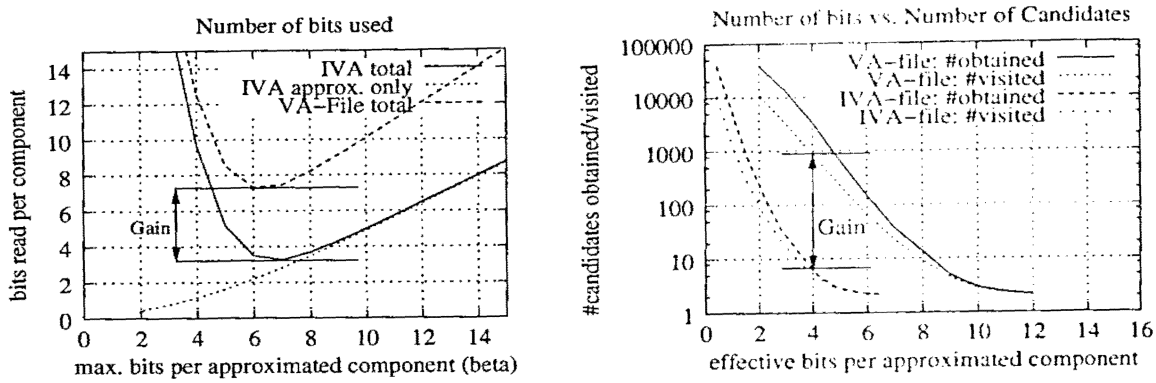 Number of bits used
14
12
10
8
6
4
2
0
bits read per component
IVA total
IVA approx. only
VA-File total
Gain
0 2 4 6 8 10 12 14
max. bits per approximated component (beta)
Number of bits vs. Number of Candidates
100000
10000
1000
100
10
1
#candidates obtained/visited
VA-file: #obtained
VA-file: #visited
IVA-file: #obtained
IVA-file: #visited
Gain
0 2 4 6 8 10 12 14 16
effective bits per approximated component